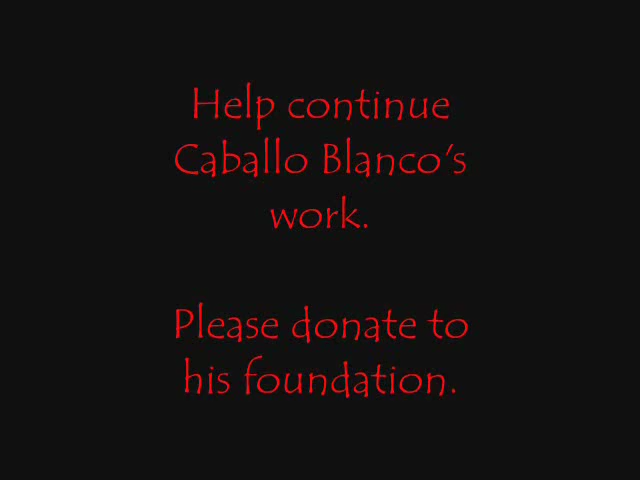 Help continue
Caballo Blanco's
work.
Please donate to
his foundation.